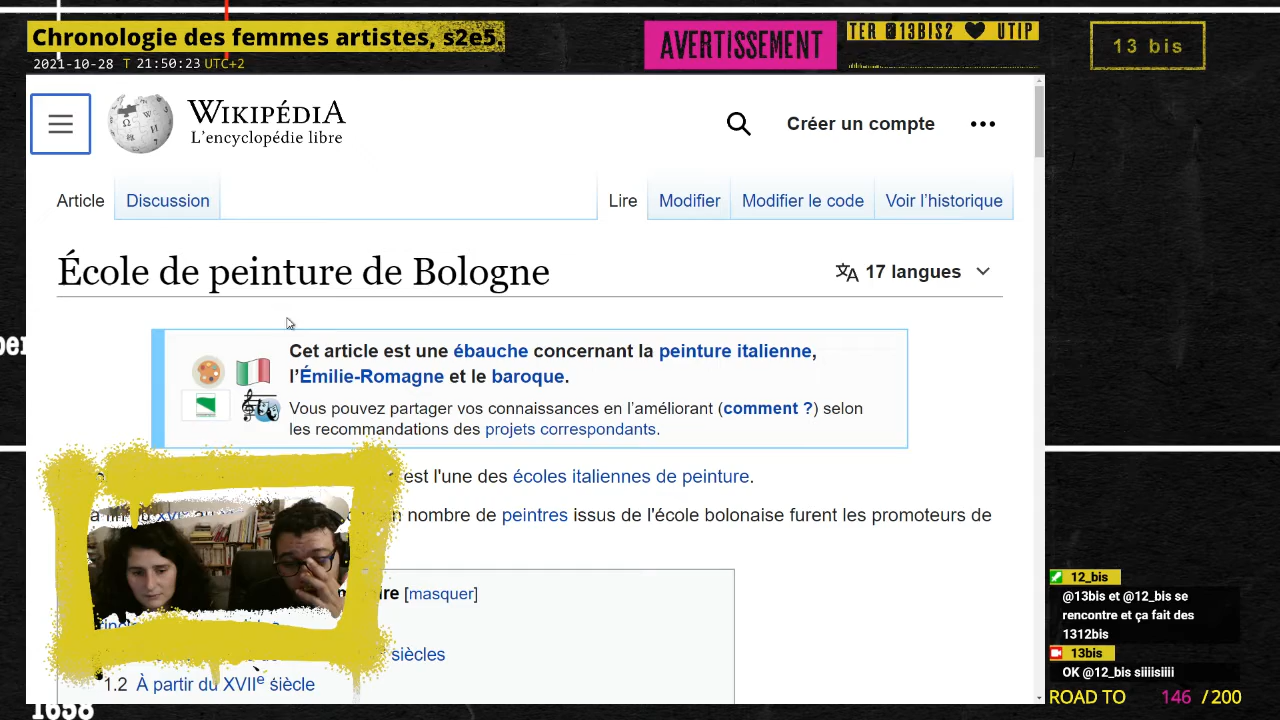 Chronologie des femmes artistes, s2e5
2021-10-28 T 21:50:23 UTC+2
AVERTISSEMENT
TER @13BIS2 ♥ UTIP
13 bis
WIKIPÉDIA
L'encyclopédie libre
Créer un compte
Article
Discussion
Lire
Modifier
Modifier le code
Voir l'historique
École de peinture de Bologne
17 langues
Cet article est une ébauche concernant la peinture italienne,
l'Émilie-Romagne et le baroque.
Vous pouvez partager vos connaissances en l'améliorant (comment ?) selon
les recommandations des projets correspondants.
est l'une des écoles italiennes de peinture.
nombre de peintres issus de l'école bolonaise furent les promoteurs de
[masquer]
siècles
1.2 À partir du XVIIe siècle
1658
12_bis
@13bis et @12_bis se
rencontre et ça fait des
1312bis
13bis
OK @12_bis siiiisiiii
ROAD TO 146 / 200